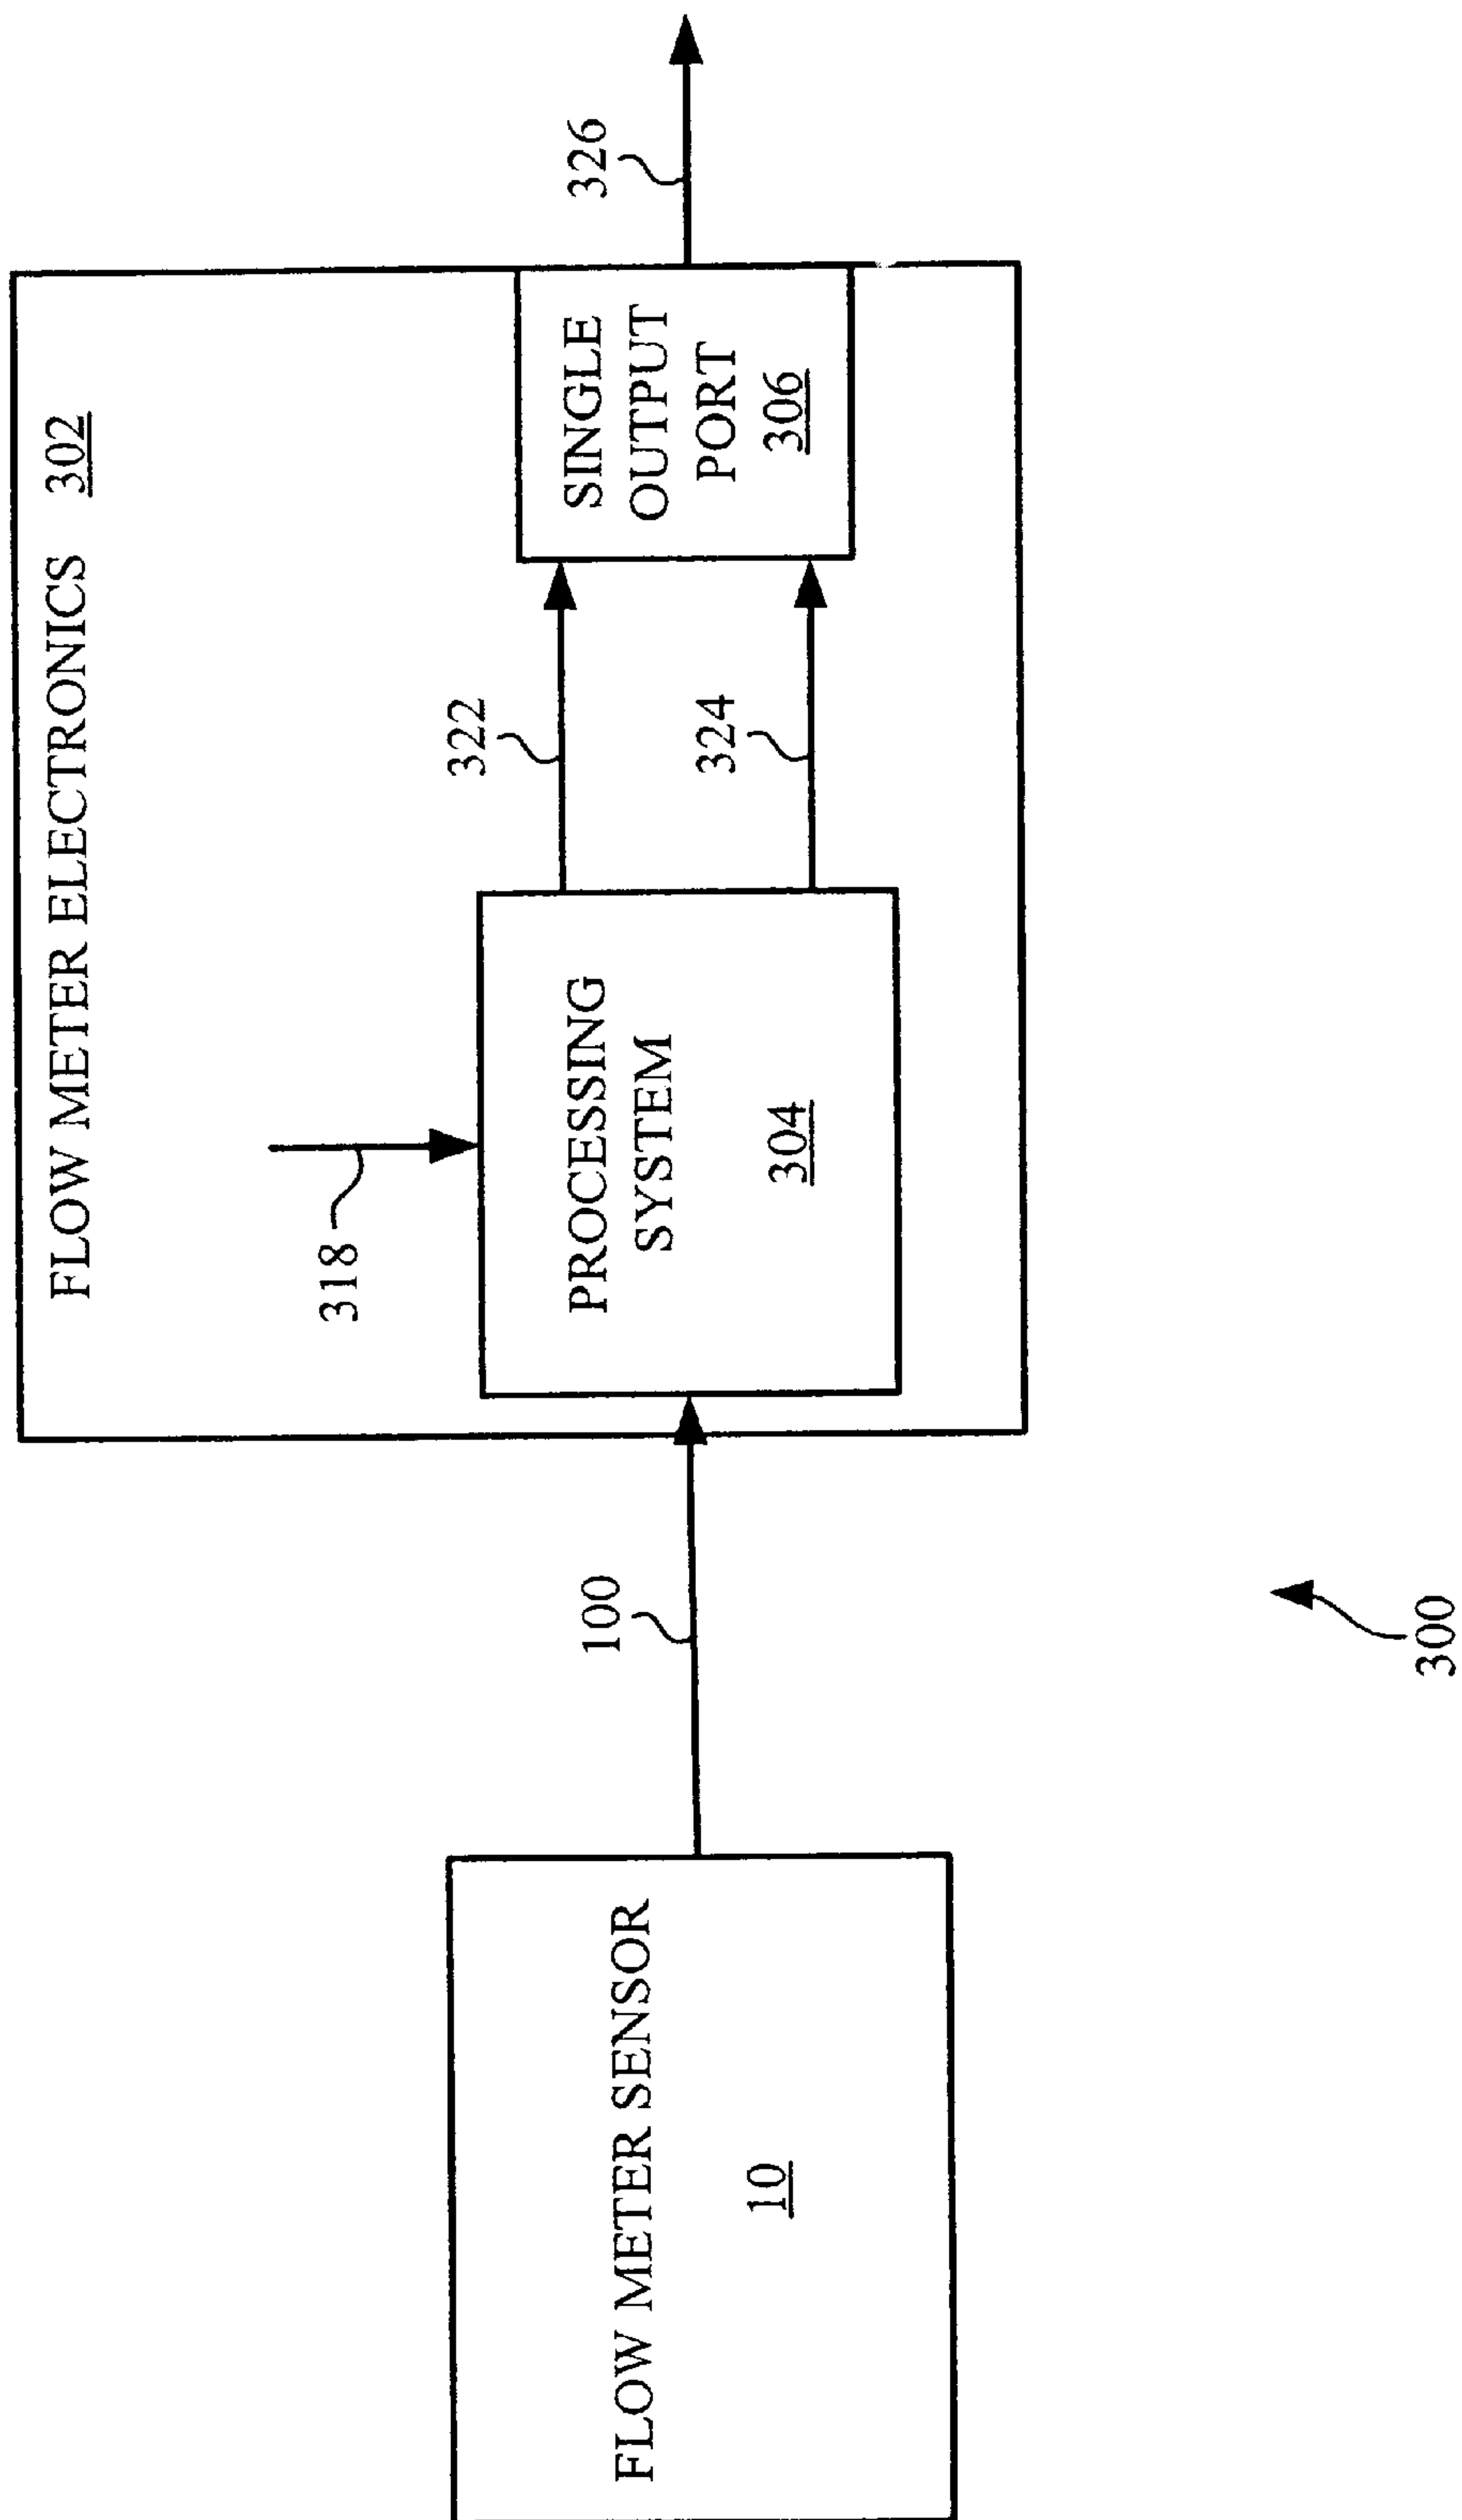 FLOW METER ELECTRONICS 302
318
322
326
100
PROCESSING
SYSTEM
304
SINGLE
OUTPUT
PORT
306
324
FLOW METER SENSOR
10
300